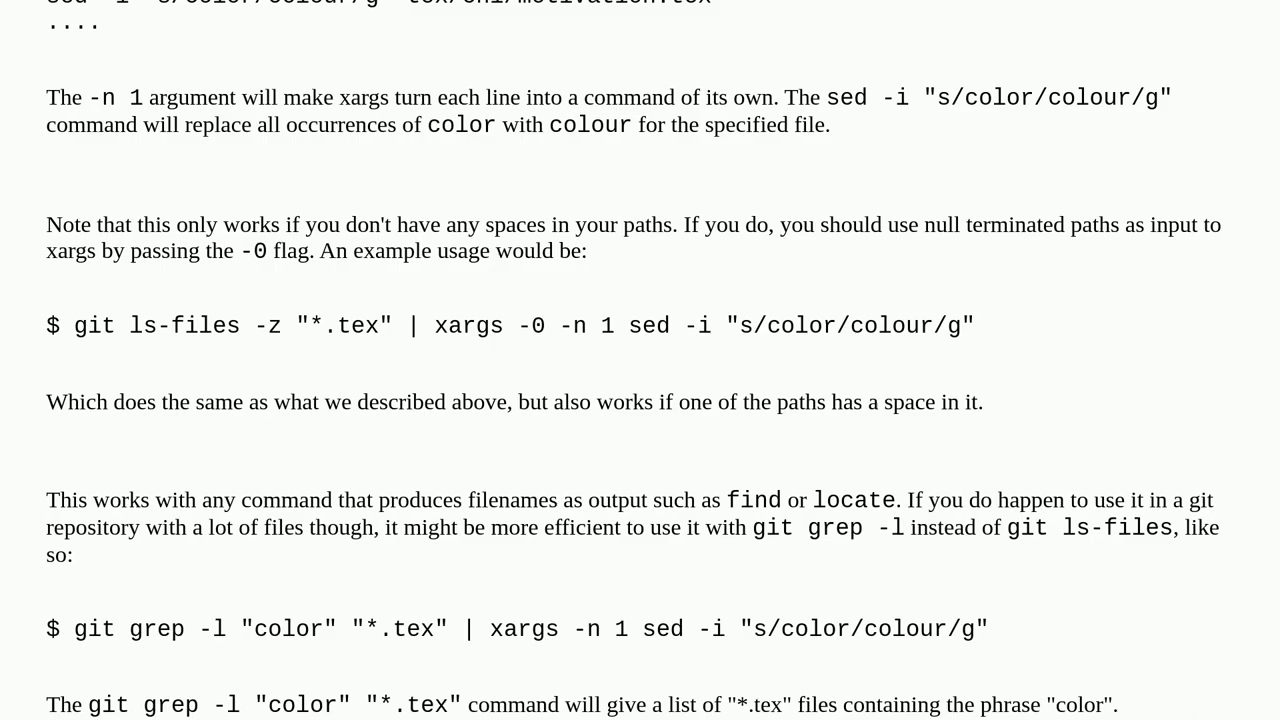 sed -i "s/color/colour/g" tex/ch1/motivation.tex
....
The -n 1 argument will make xargs turn each line into a command of its own. The sed -i "s/color/colour/g"
command will replace all occurrences of color with colour for the specified file.
Note that this only works if you don't have any spaces in your paths. If you do, you should use null terminated paths as input to
xargs by passing the -0 flag. An example usage would be:
$ git ls-files -z "*.tex" | xargs -0 -n 1 sed -i "s/color/colour/g"
Which does the same as what we described above, but also works if one of the paths has a space in it.
This works with any command that produces filenames as output such as find or locate. If you do happen to use it in a git
repository with a lot of files though, it might be more efficient to use it with git grep -l instead of git ls-files, like
so:
$ git grep -l "color" "*.tex" | xargs -n 1 sed -i "s/color/colour/g"
The git grep -l "color" "*.tex" command will give a list of "*.tex" files containing the phrase "color".